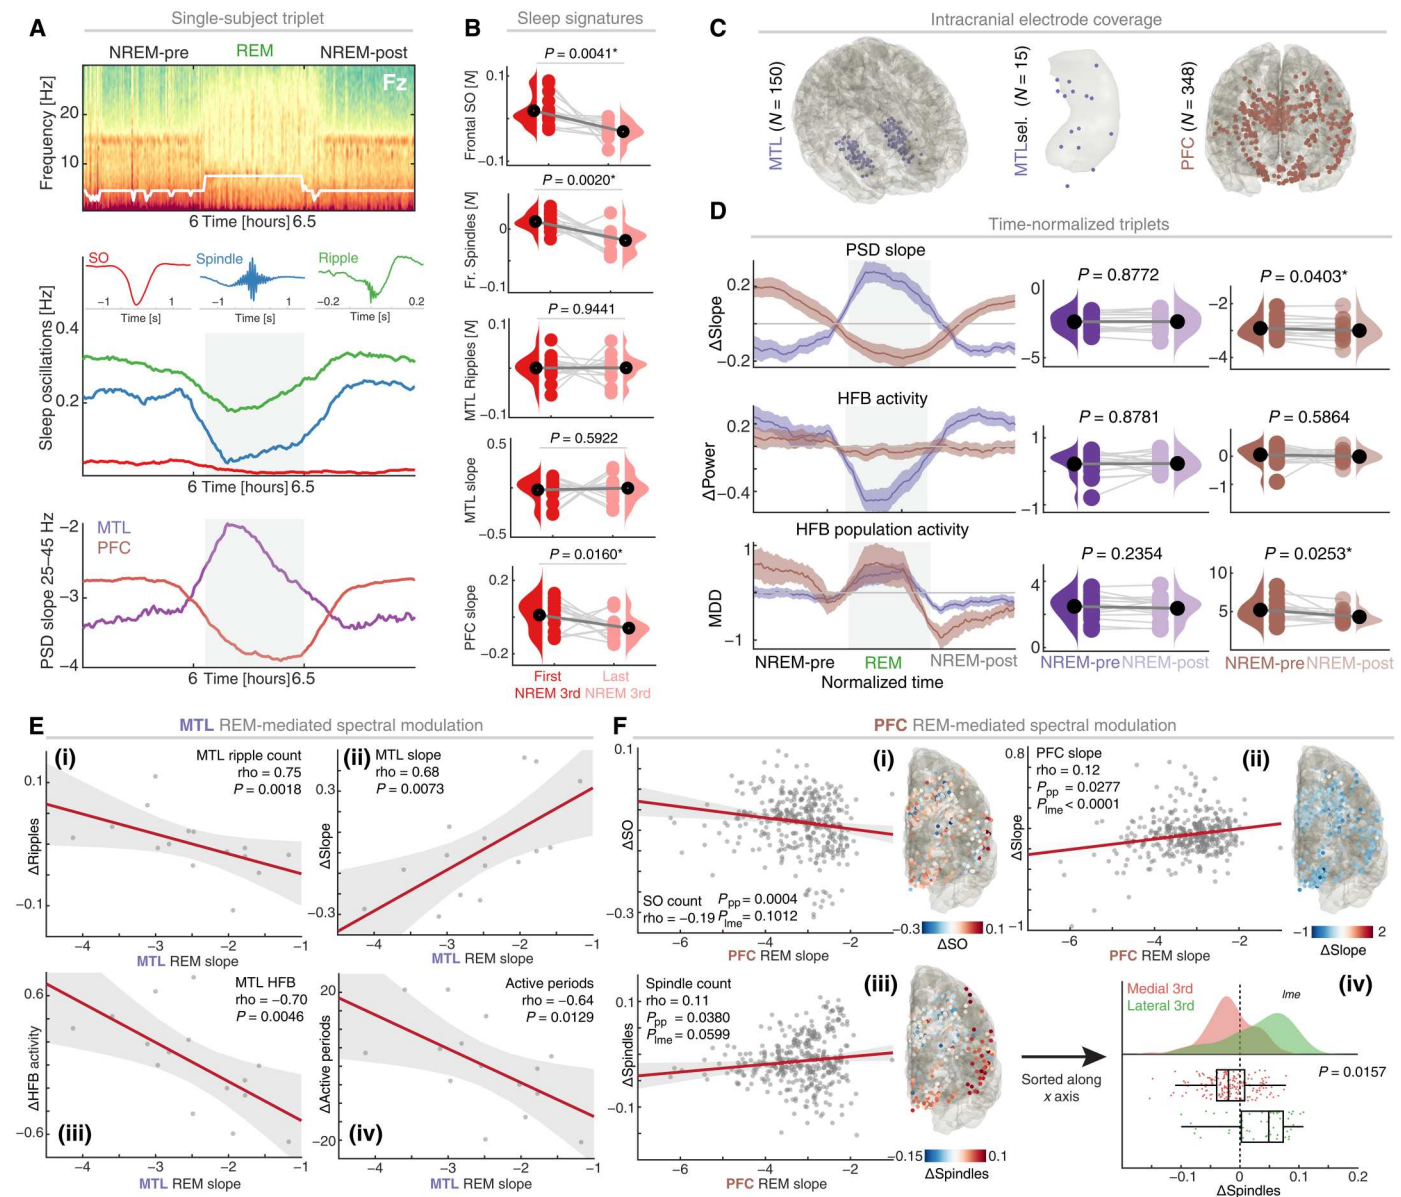 A
Single-subject triplet
NREM-pre REM NREM-post
Fz
Frequency [Hz]
20
10
6 Time [hours] 6.5
SO
Spindle
Ripple
−1 1
−1 1
−0.2 0.2
Time [s]
Time [s]
Time [s]
Sleep oscillations [Hz]
0.4
0.2
6 Time [hours] 6.5
PSD slope 25–45 Hz
−2
−3
−4
MTL
PFC
6 Time [hours] 6.5
B
Sleep signatures
P = 0.0041*
Frontal SO [N]
0.1
−0.1
P = 0.0020*
Fr. Spindles [N]
0
−0.1
P = 0.9441
MTL Ripples [N]
0.1
−0.1
P = 0.5922
MTL slope
0.5
−0.5
P = 0.0160*
PFC slope
0.2
−0.2
First Last
NREM 3rd NREM 3rd
C
Intracranial electrode coverage
MTL (N = 150)
MTLsel. (N = 15)
PFC (N = 348)
D
Time-normalized triplets
PSD slope
ΔSlope
0.2
−0.2
P = 0.8772
0
−5
P = 0.0403*
−2
−4
HFB activity
ΔPower
0.2
−0.4
P = 0.8781
1
−1
P = 0.5864
0
−1
HFB population activity
MDD
1
−1
P = 0.2354
4
2
0
P = 0.0253*
10
5
0
NREM-pre REM NREM-post
Normalized time
NREM-pre NREM-post
NREM-pre NREM-post
E
MTL REM-mediated spectral modulation
(i)
MTL ripple count
rho = 0.75
P = 0.0018
ΔRipples
0.1
−0.1
−4 −3 −2 −1
MTL REM slope
(ii)
MTL slope
rho = 0.68
P = 0.0073
ΔSlope
0.3
−0.3
−4 −3 −2 −1
MTL REM slope
(iii)
MTL HFB
rho = −0.70
P = 0.0046
ΔHFB activity
0.6
−0.6
−4 −3 −2 −1
MTL REM slope
(iv)
Active periods
rho = −0.64
P = 0.0129
ΔActive periods
20
−20
−4 −3 −2 −1
MTL REM slope
F
PFC REM-mediated spectral modulation
(i)
ΔSO
0.1
−0.3
SO count
rho = −0.19
Ppp = 0.0004
Plme = 0.1012
−6 −4 −2
PFC REM slope
−0.3 0.1
ΔSO
(ii)
PFC slope
rho = 0.12
Ppp = 0.0277
Plme < 0.0001
ΔSlope
0.8
−1
−6 −4 −2
PFC REM slope
−1 2
ΔSlope
(iii)
Spindle count
rho = 0.11
Ppp = 0.0380
Plme = 0.0599
ΔSpindles
0.1
−0.1
−6 −4 −2
PFC REM slope
−0.15 0.1
ΔSpindles
Sorted along
x axis
(iv)
Medial 3rd
Lateral 3rd
lme
P = 0.0157
−0.1 0 0.1 0.2
ΔSpindles